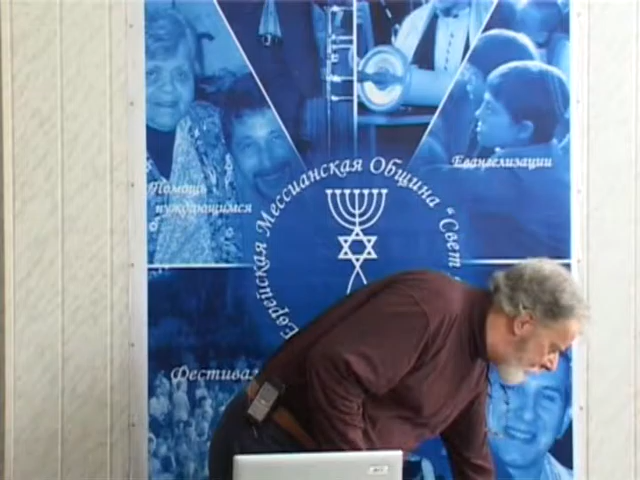 Еврейская Мессианская Община "Свет
Помощь
нуждающимся
Евангелизации
Фестивал